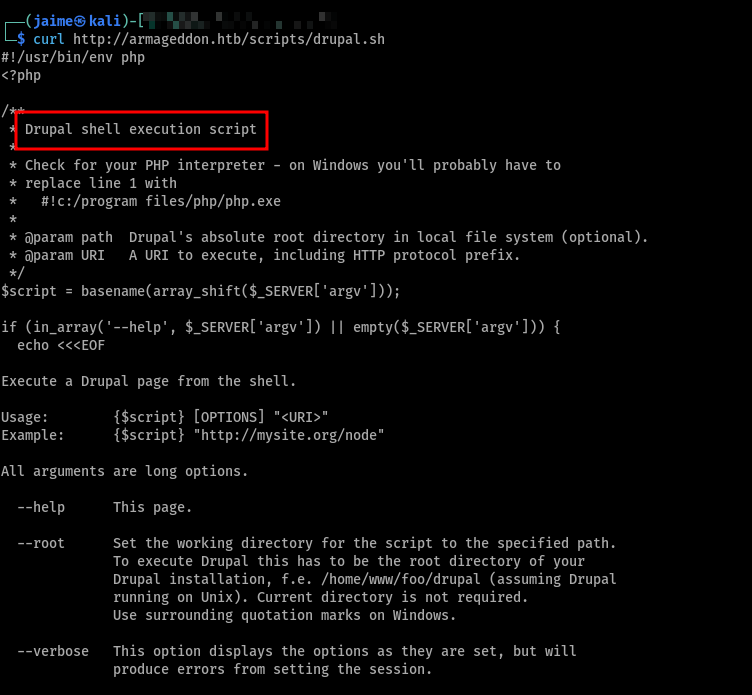 ┌──(jaime㉿kali)-[
└─$ curl http://armageddon.htb/scripts/drupal.sh
#!/usr/bin/env php
<?php

/**
 * Drupal shell execution script
 *
 * Check for your PHP interpreter - on Windows you'll probably have to
 * replace line 1 with
 *   #!c:/program files/php/php.exe
 *
 * @param path  Drupal's absolute root directory in local file system (optional).
 * @param URI   A URI to execute, including HTTP protocol prefix.
 */
$script = basename(array_shift($_SERVER['argv']));

if (in_array('--help', $_SERVER['argv']) || empty($_SERVER['argv'])) {
  echo <<<EOF

Execute a Drupal page from the shell.

Usage:        {$script} [OPTIONS] "<URI>"
Example:      {$script} "http://mysite.org/node"

All arguments are long options.

  --help      This page.

  --root      Set the working directory for the script to the specified path.
              To execute Drupal this has to be the root directory of your
              Drupal installation, f.e. /home/www/foo/drupal (assuming Drupal
              running on Unix). Current directory is not required.
              Use surrounding quotation marks on Windows.

  --verbose   This option displays the options as they are set, but will
              produce errors from setting the session.